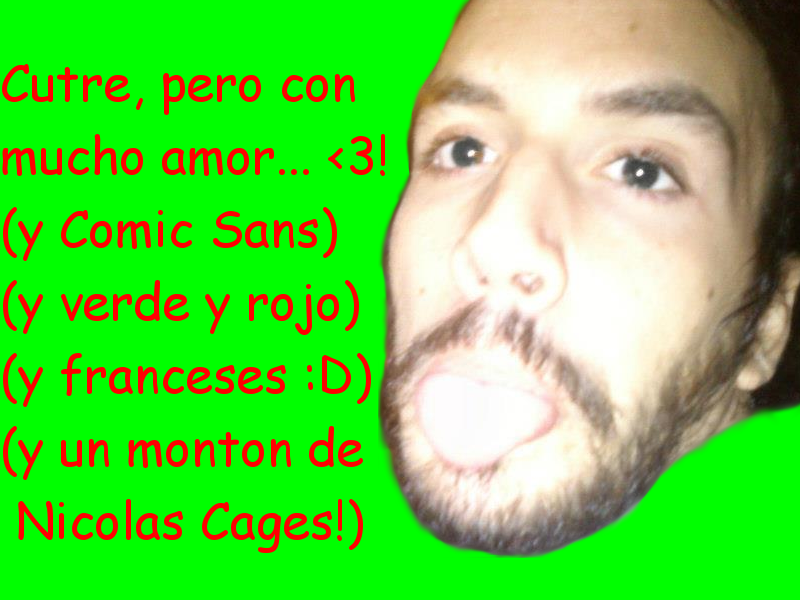 Cutre, pero con
mucho amor... <3!
(y Comic Sans)
(y verde y rojo)
(y franceses :D)
(y un monton de
Nicolas Cages!)